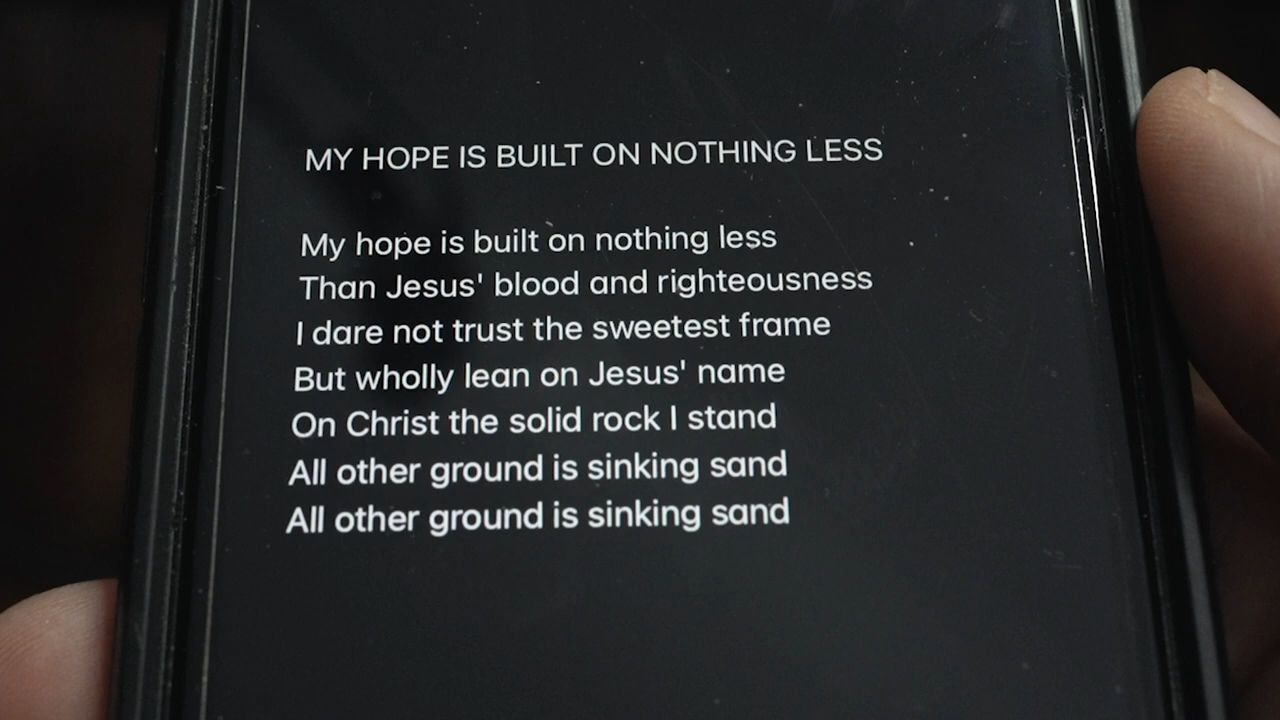 MY HOPE IS BUILT ON NOTHING LESS
My hope is built on nothing less
Than Jesus' blood and righteousness
I dare not trust the sweetest frame
But wholly lean on Jesus' name
On Christ the solid rock I stand
All other ground is sinking sand
All other ground is sinking sand